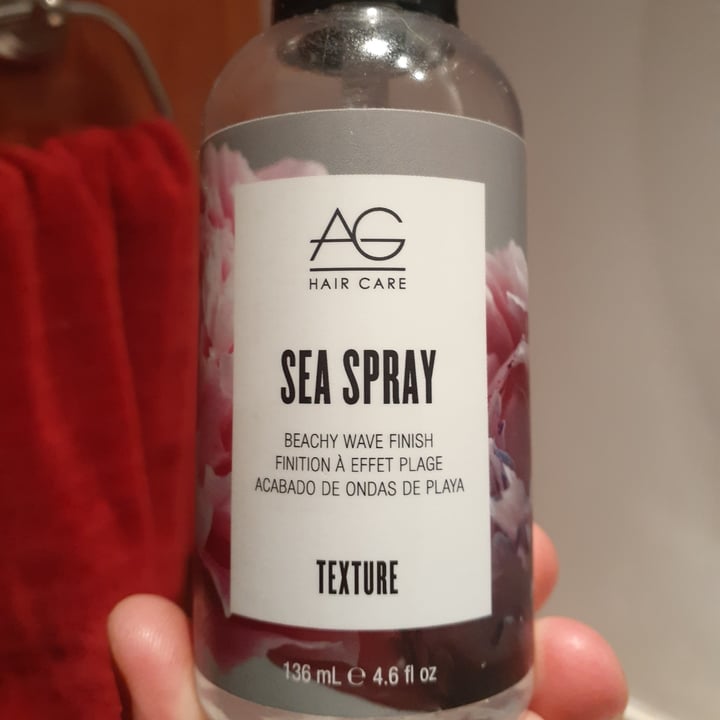 AG
HAIR CARE
SEA SPRAY
BEACHY WAVE FINISH
FINITION À EFFET PLAGE
ACABADO DE ONDAS DE PLAYA
TEXTURE
136 mL ℮ 4.6 fl oz